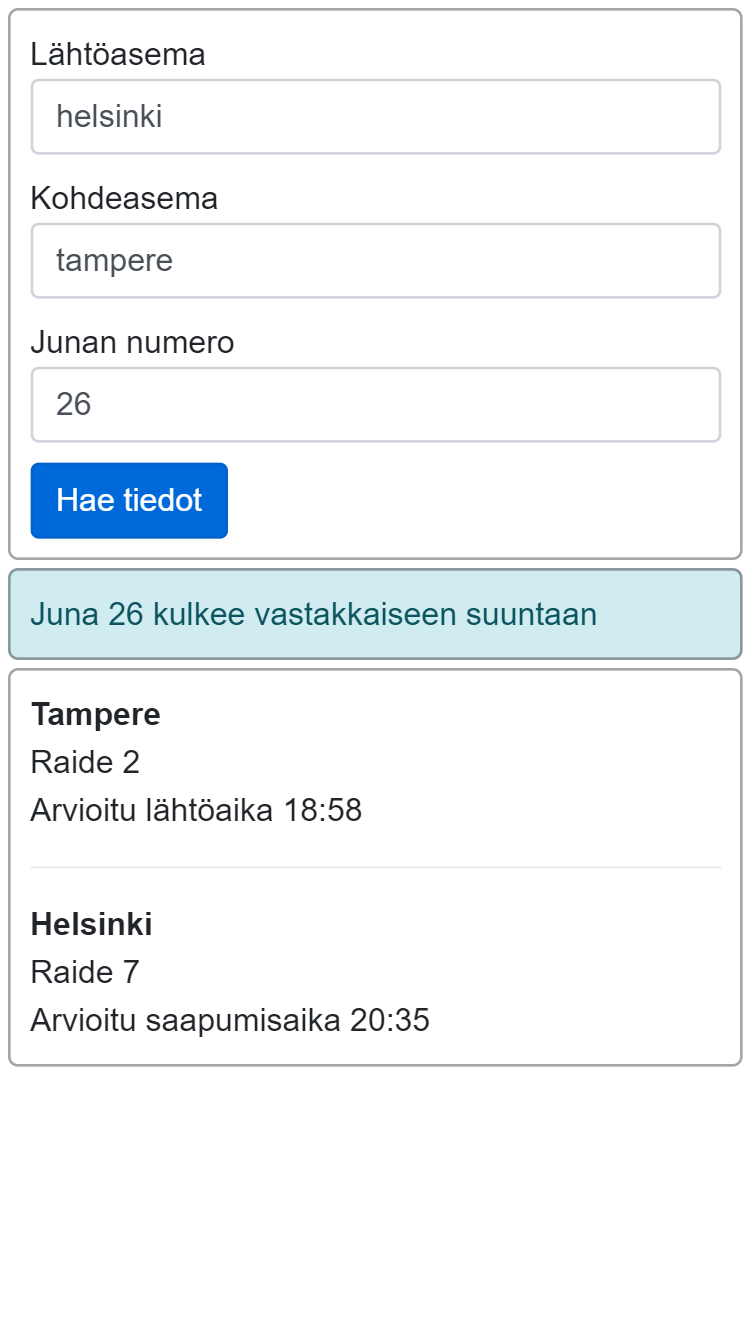 Lähtöasema
helsinki
Kohdeasema
tampere
Junan numero
26
Hae tiedot
Juna 26 kulkee vastakkaiseen suuntaan
Tampere
Raide 2
Arvioitu lähtöaika 18:58
Helsinki
Raide 7
Arvioitu saapumisaika 20:35